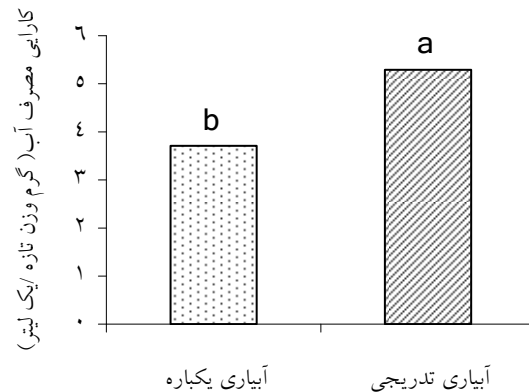 کارایی مصرف آب( گرم وزن تازه /یک لیتر)
٦
٥
٤
٣
٢
١
٠
b
a
آبیاری یکباره
آبیاری تدریجی